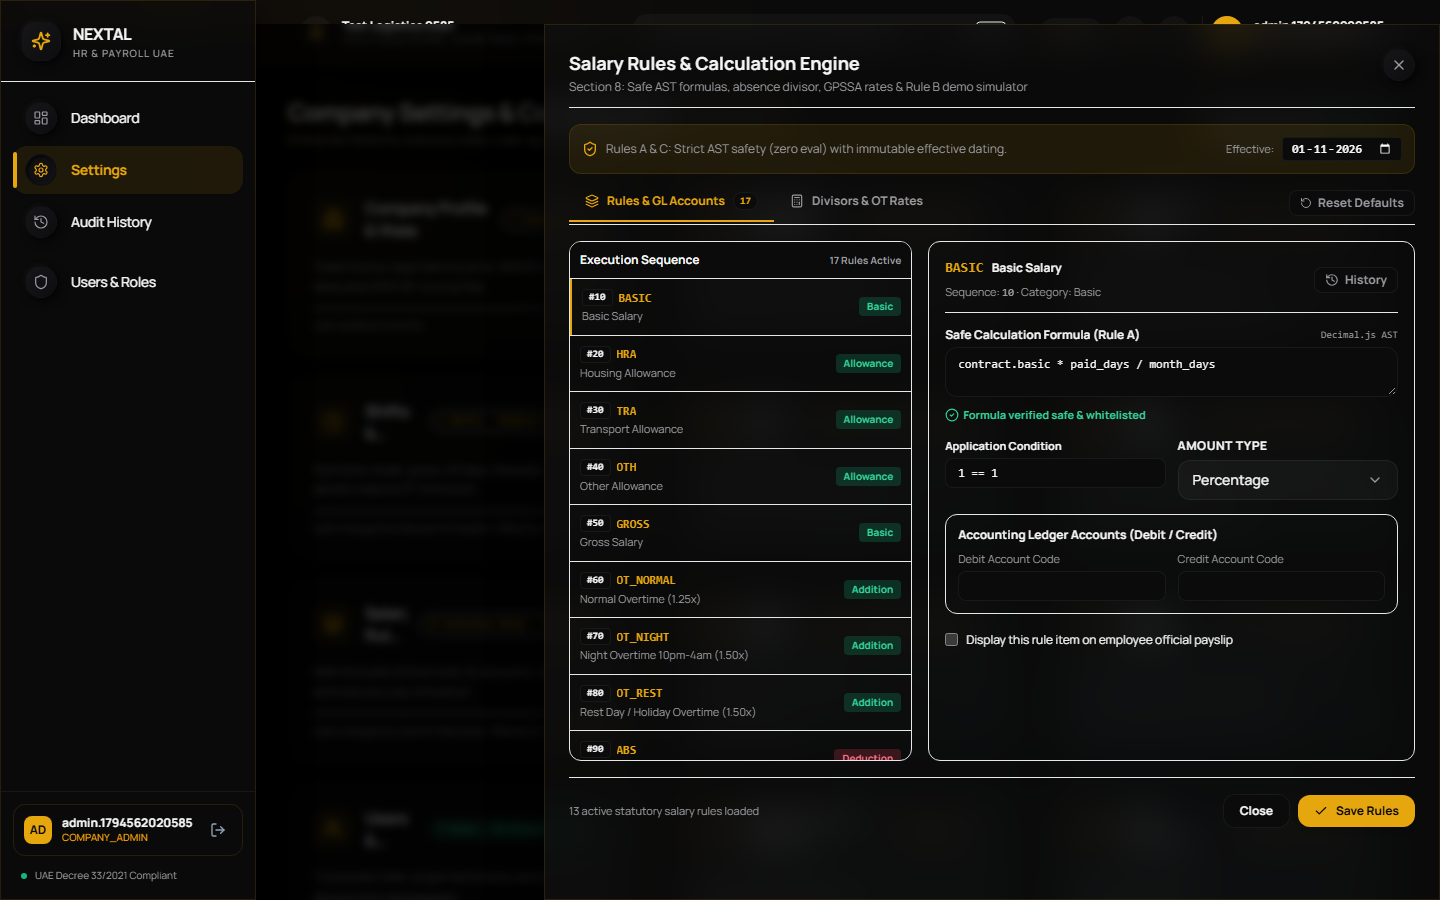 NEXTAL
HR & PAYROLL UAE
Dashboard
Settings
Audit History
Users & Roles
AD
admin.1794562020585
COMPANY_ADMIN
UAE Decree 33/2021 Compliant
Salary Rules & Calculation Engine
Section 8: Safe AST formulas, absence divisor, GPSSA rates & Rule B demo simulator
Rules A & C: Strict AST safety (zero eval) with immutable effective dating.
Effective:
01-11-2026
Rules & GL Accounts
17
Divisors & OT Rates
Reset Defaults
Execution Sequence
17 Rules Active
#10 BASIC
Basic Salary
Basic
#20 HRA
Housing Allowance
Allowance
#30 TRA
Transport Allowance
Allowance
#40 OTH
Other Allowance
Allowance
#50 GROSS
Gross Salary
Basic
#60 OT_NORMAL
Normal Overtime (1.25x)
Addition
#70 OT_NIGHT
Night Overtime 10pm-4am (1.50x)
Addition
#80 OT_REST
Rest Day / Holiday Overtime (1.50x)
Addition
#90 ABS
Deduction
BASIC Basic Salary
Sequence: 10 · Category: Basic
History
Safe Calculation Formula (Rule A)
Decimal.js AST
contract.basic * paid_days / month_days
Formula verified safe & whitelisted
Application Condition
1 == 1
AMOUNT TYPE
Percentage
Accounting Ledger Accounts (Debit / Credit)
Debit Account Code
Credit Account Code
Display this rule item on employee official payslip
13 active statutory salary rules loaded
Close
Save Rules